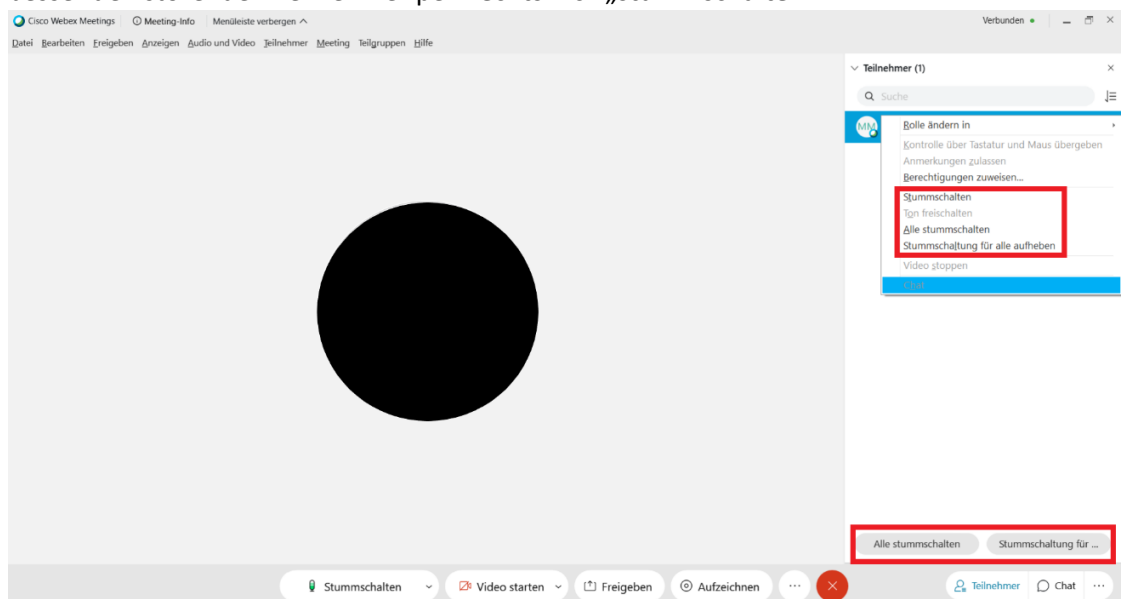 Cisco Webex Meetings Meeting-Info Menüleiste verbergen Verbunden
Datei Bearbeiten Freigeben Anzeigen Audio und Video Teilnehmer Meeting Teilgruppen Hilfe
Teilnehmer (1)
Suche
MM
Rolle ändern in
Kontrolle über Tastatur und Maus übergeben
Anmerkungen zulassen
Berechtigungen zuweisen...
Stummschalten
Ton freischalten
Alle stummschalten
Stummschaltung für alle aufheben
Video stoppen
Chat
Alle stummschalten Stummschaltung für ...
Stummschalten Video starten Freigeben Aufzeichnen ... Teilnehmer Chat ...